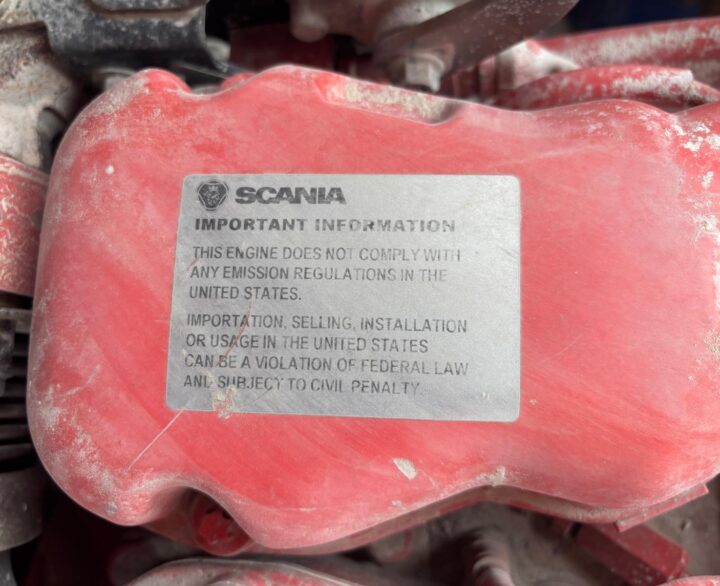 SCANIA
IMPORTANT INFORMATION
THIS ENGINE DOES NOT COMPLY WITH
ANY EMISSION REGULATIONS IN THE
UNITED STATES.
IMPORTATION, SELLING, INSTALLATION
OR USAGE IN THE UNITED STATES
CAN BE A VIOLATION OF FEDERAL LAW
AND SUBJECT TO CIVIL PENALTY.